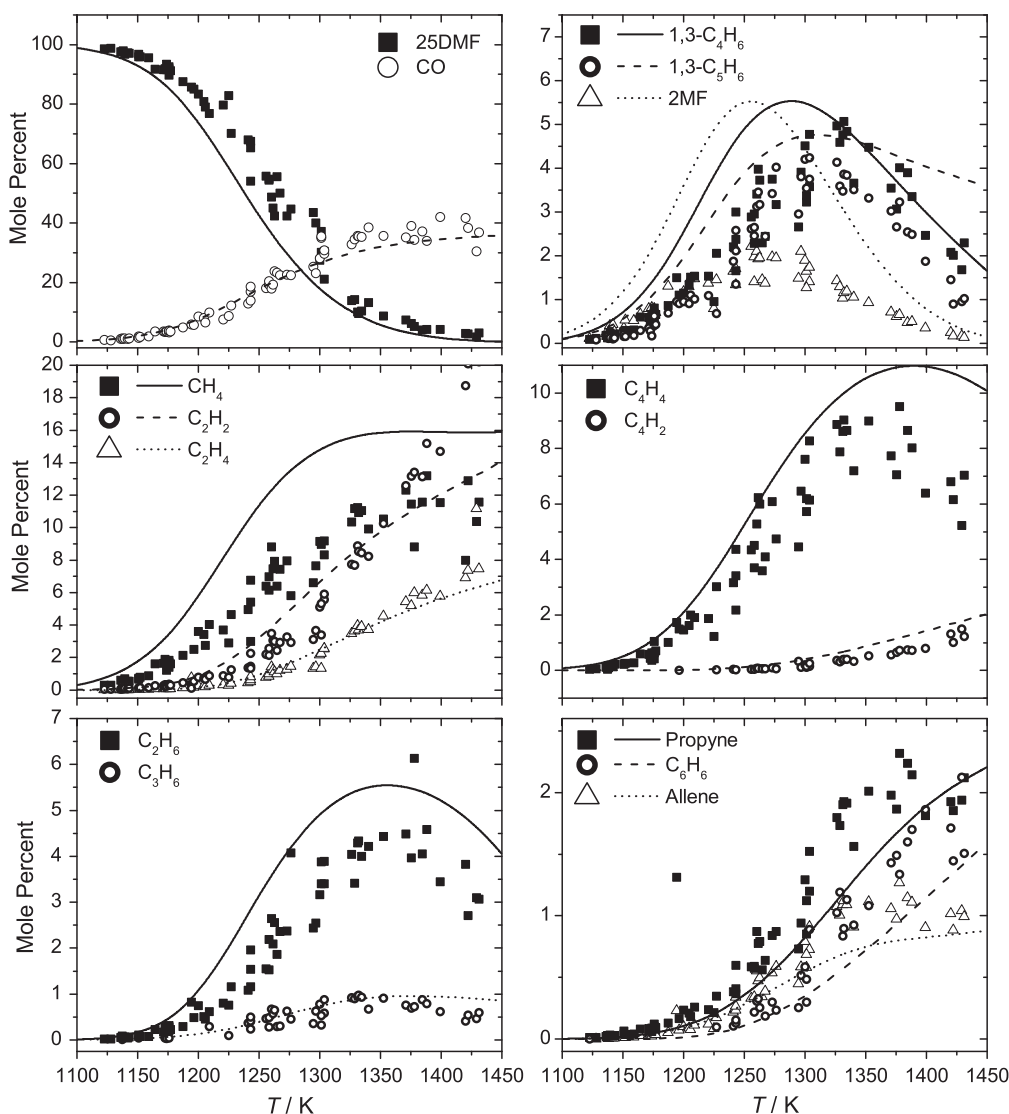 100
80
60
40
20
0
Mole Percent
25DMF
CO
7
6
5
4
3
2
1
0
1,3-C₄H₆
1,3-C₅H₆
2MF
20
18
16
14
12
10
8
6
4
2
0
Mole Percent
CH₄
C₂H₂
C₂H₄
10
8
6
4
2
0
C₄H₄
C₄H₂
7
6
5
4
3
2
1
0
Mole Percent
C₂H₆
C₃H₆
1100 1150 1200 1250 1300 1350 1400 1450
T / K
2
1
0
Propyne
C₆H₆
Allene
1100 1150 1200 1250 1300 1350 1400 1450
T / K